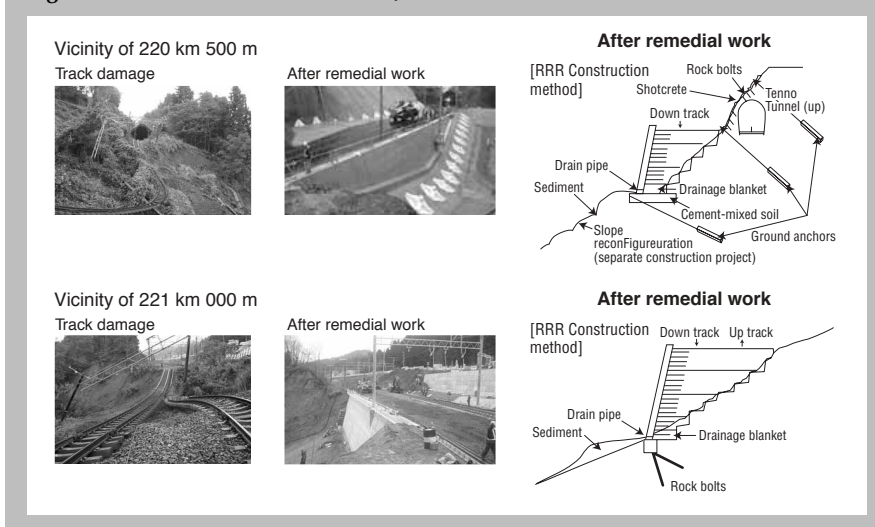 Vicinity of 220 km 500 m
Track damage
After remedial work
After remedial work
[RRR Construction
method]
Rock bolts
Shotcrete
Tenno
Tunnel (up)
Down track
Drain pipe
Sediment
Drainage blanket
Cement-mixed soil
Slope
reconFigureuration
(separate construction project)
Ground anchors
Vicinity of 221 km 000 m
Track damage
After remedial work
After remedial work
[RRR Construction
method]
Down track
Up track
Drain pipe
Sediment
Drainage blanket
Rock bolts